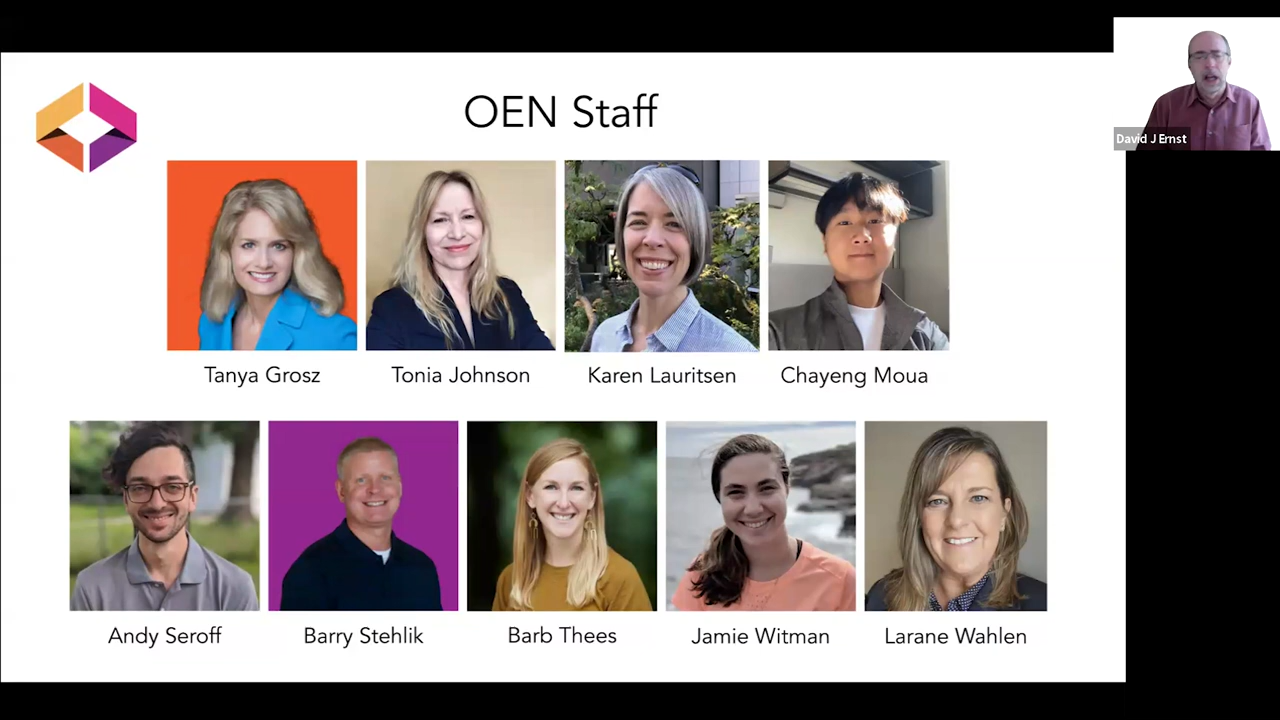 OEN Staff
David J Ernst
Tanya Grosz
Tonia Johnson
Karen Lauritsen
Chayeng Moua
Andy Seroff
Barry Stehlik
Barb Thees
Jamie Witman
Larane Wahlen